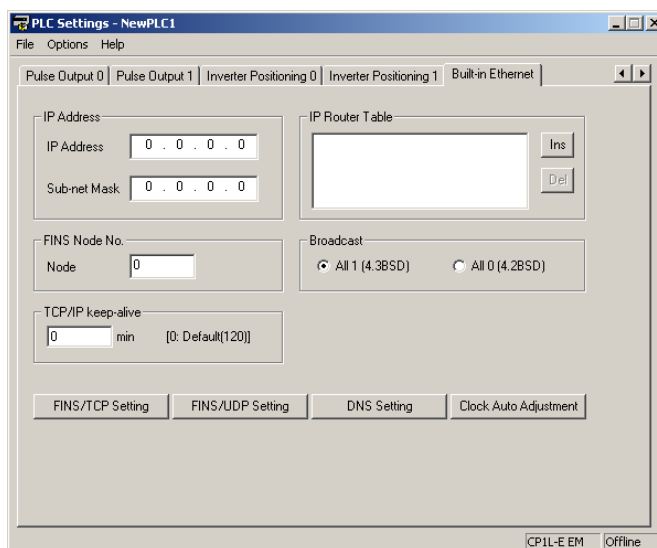 PLC Settings - NewPLC1
File Options Help
Pulse Output 0 Pulse Output 1 Inverter Positioning 0 Inverter Positioning 1 Built-in Ethernet
IP Address
IP Address 0 . 0 . 0 . 0
Sub-net Mask 0 . 0 . 0 . 0
IP Router Table
Ins
Del
FINS Node No.
Node 0
Broadcast
All 1 (4.3BSD) All 0 (4.2BSD)
TCP/IP keep-alive
0 min [0: Default(120)]
FINS/TCP Setting FINS/UDP Setting DNS Setting Clock Auto Adjustment
CP1L-E EM Offline